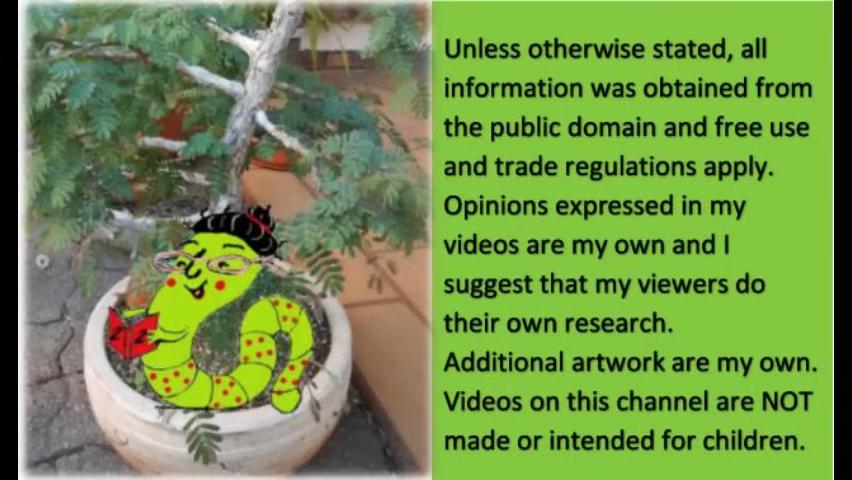 Unless otherwise stated, all
information was obtained from
the public domain and free use
and trade regulations apply.
Opinions expressed in my
videos are my own and I
suggest that my viewers do
their own research.
Additional artwork are my own.
Videos on this channel are NOT
made or intended for children.